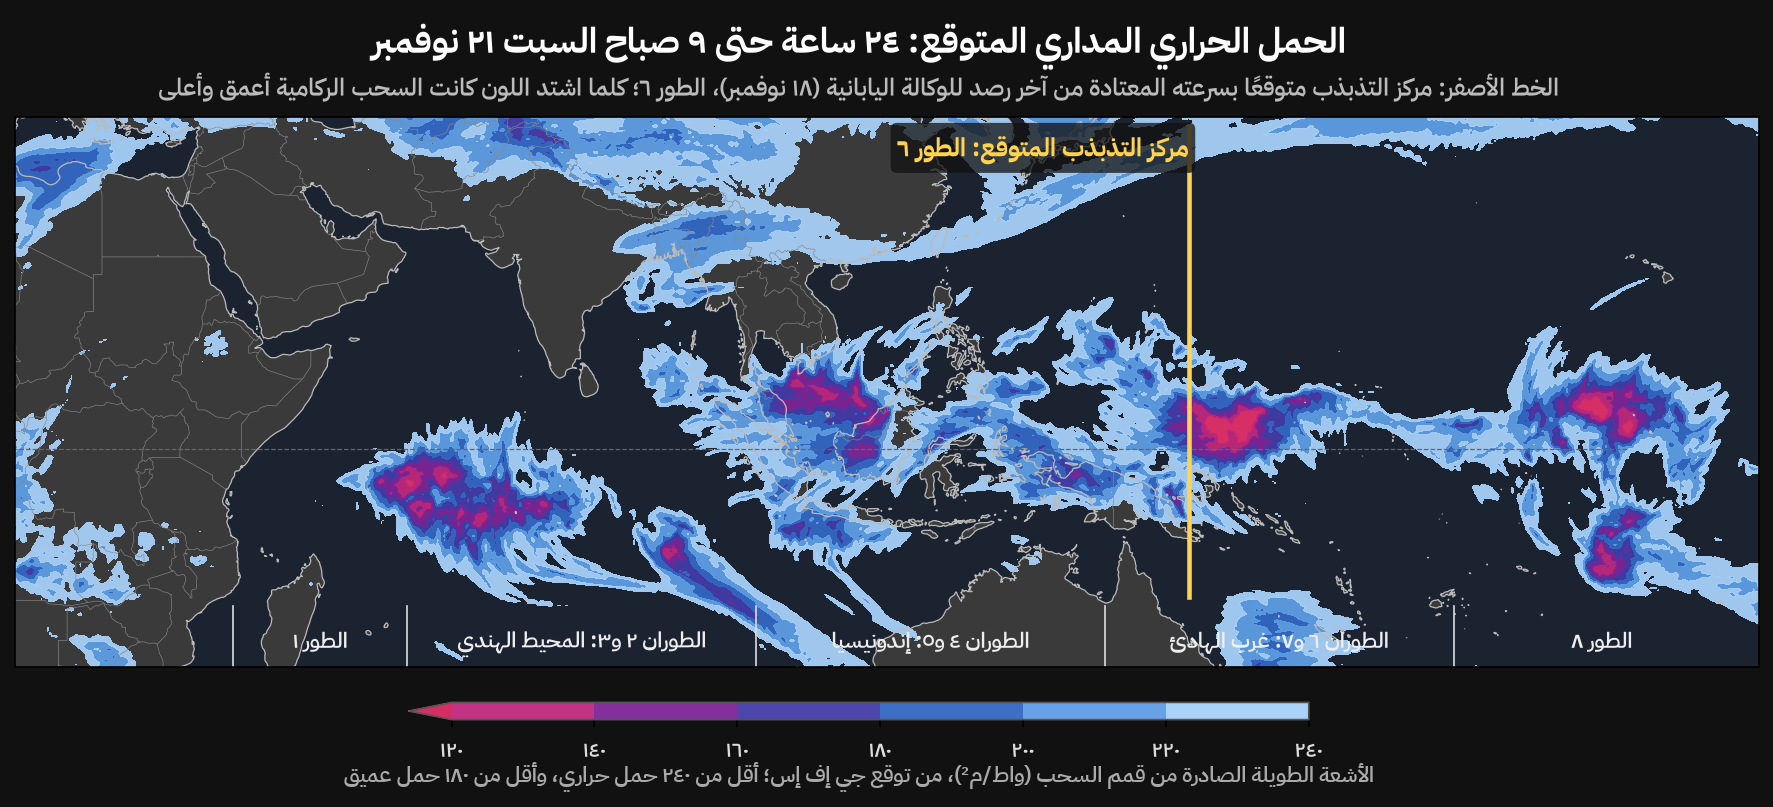 الحمل الحراري المداري المتوقع: ٢٤ ساعة حتى ٩ صباح السبت ٢١ نوفمبر
الخط الأصفر: مركز التذبذب متوقعًا بسرعته المعتادة من آخر رصد للوكالة اليابانية (١٨ نوفمبر)، الطور ٦؛ كلما اشتد اللون كانت السحب الركامية أعمق وأعلى
مركز التذبذب المتوقع: الطور ٦
الطور ١
الطوران ٢ و٣: المحيط الهندي
الطوران ٤ و٥: إندونيسيا
الطوران ٦ و٧: غرب الهادئ
الطور ٨
١٢٠ ١٤٠ ١٦٠ ١٨٠ ٢٠٠ ٢٢٠ ٢٤٠
الأشعة الطويلة الصادرة من قمم السحب (واط/م²)، من توقع جي إف إس؛ أقل من ٢٤٠ حمل حراري، وأقل من ١٨٠ حمل عميق